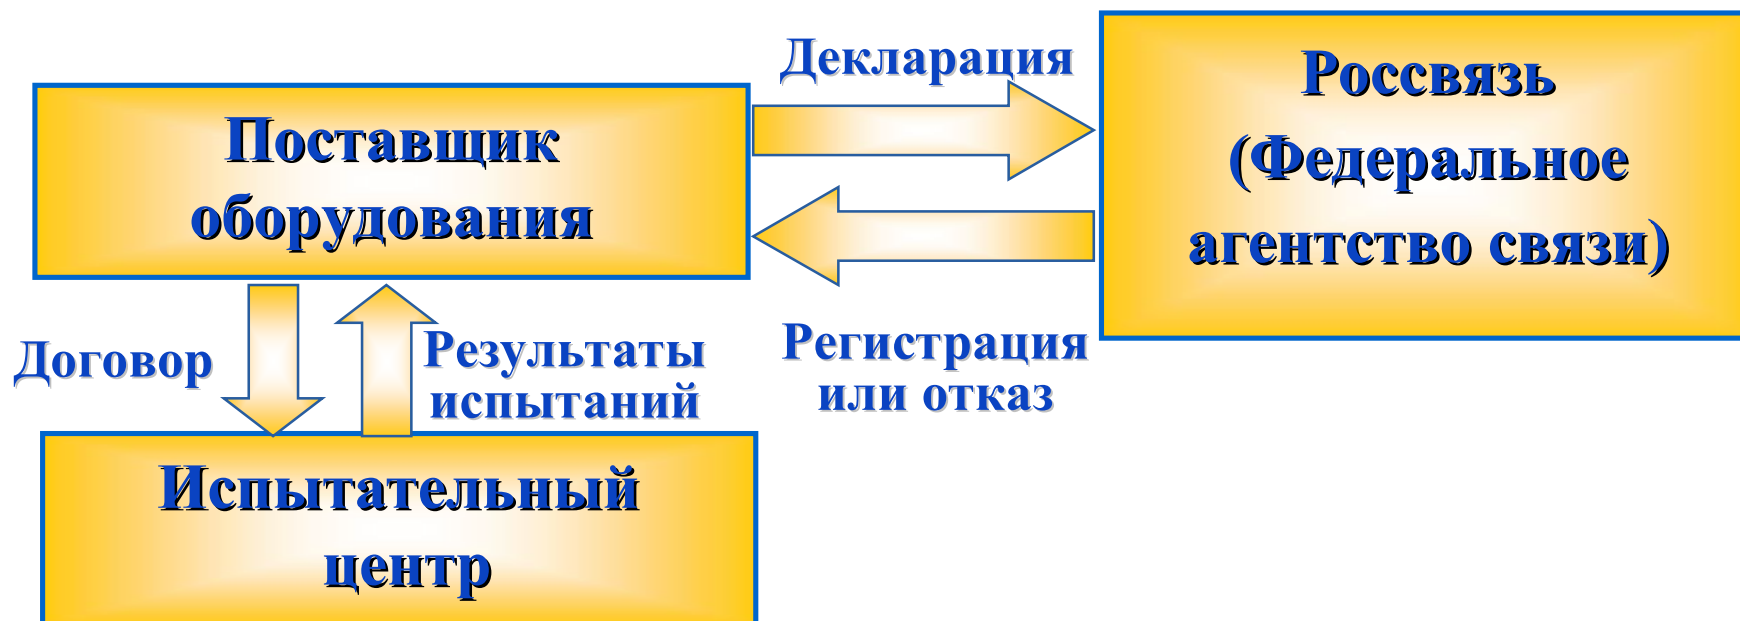 Декларация
Россвязь
(Федеральное
агентство связи)
Поставщик
оборудования
Договор
Результаты
испытаний
Регистрация
или отказ
Испытательный
центр